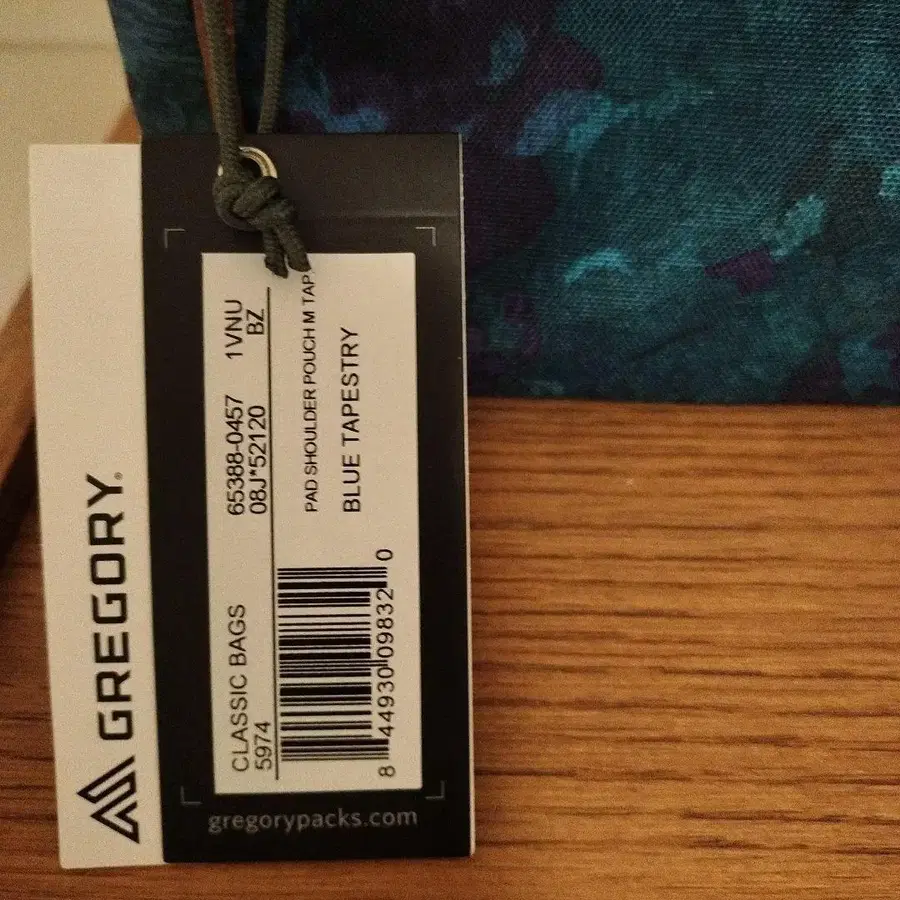 GREGORY®
CLASSIC BAGS 65388-0457 1VNU
5974 08J*52120 BZ
PAD SHOULDER POUCH M TAP.
BLUE TAPESTRY
8 44930 09832 0
gregorypacks.com